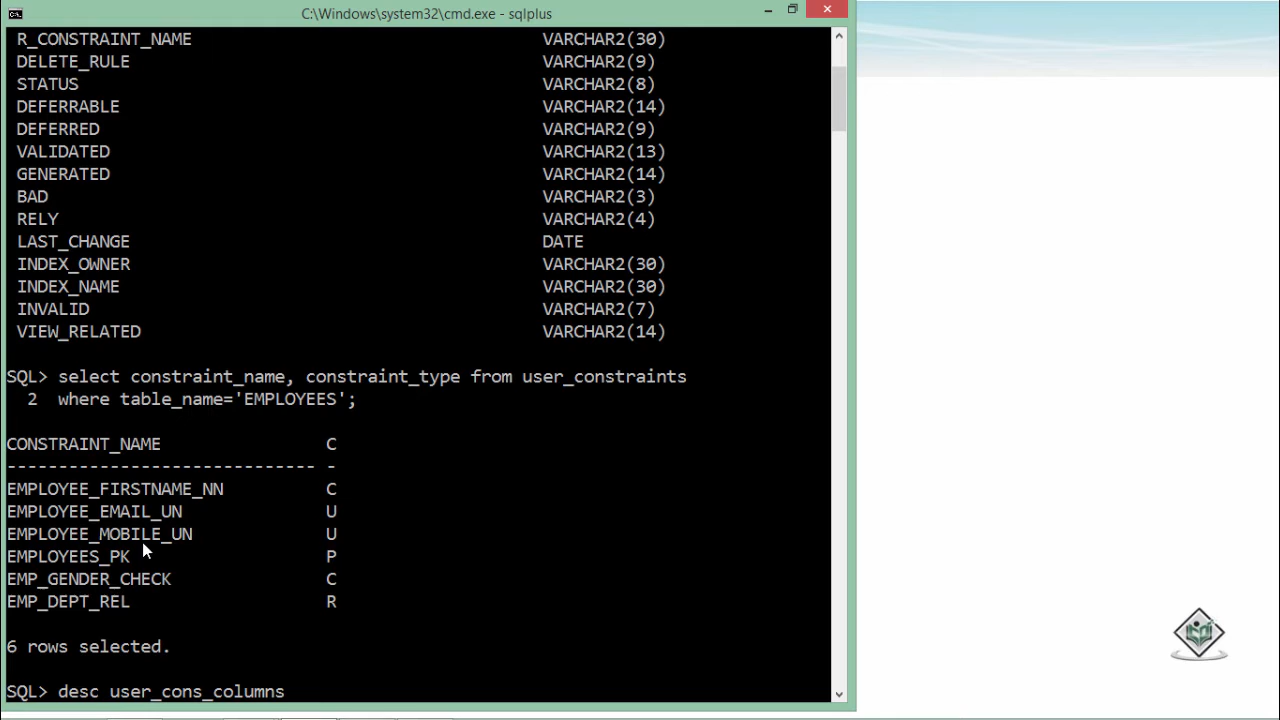 C:\Windows\system32\cmd.exe - sqlplus
R_CONSTRAINT_NAME VARCHAR2(30)
DELETE_RULE VARCHAR2(9)
STATUS VARCHAR2(8)
DEFERRABLE VARCHAR2(14)
DEFERRED VARCHAR2(9)
VALIDATED VARCHAR2(13)
GENERATED VARCHAR2(14)
BAD VARCHAR2(3)
RELY VARCHAR2(4)
LAST_CHANGE DATE
INDEX_OWNER VARCHAR2(30)
INDEX_NAME VARCHAR2(30)
INVALID VARCHAR2(7)
VIEW_RELATED VARCHAR2(14)
SQL> select constraint_name, constraint_type from user_constraints
2 where table_name='EMPLOYEES';
CONSTRAINT_NAME C
------------------------------ -
EMPLOYEE_FIRSTNAME_NN C
EMPLOYEE_EMAIL_UN U
EMPLOYEE_MOBILE_UN U
EMPLOYEES_PK P
EMP_GENDER_CHECK C
EMP_DEPT_REL R
6 rows selected.
SQL> desc user_cons_columns